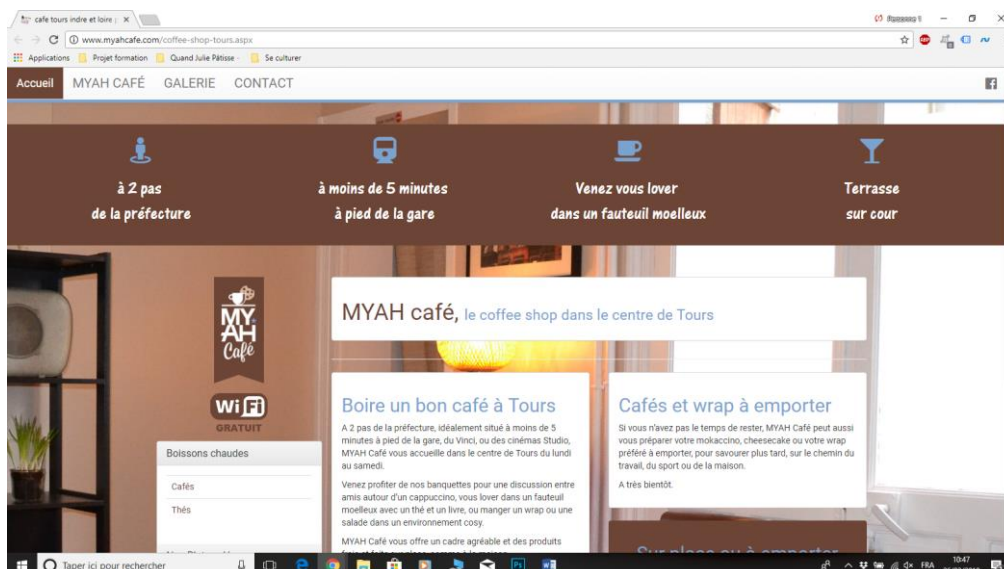 cafe tours indre et loire
www.myahcafe.com/coffee-shop-tours.aspx
Applications
Projet formation
Quand Julie Pâtisse -
Se culturer
Accueil
MYAH CAFÉ
GALERIE
CONTACT
à 2 pas
de la préfecture
à moins de 5 minutes
à pied de la gare
Venez vous lover
dans un fauteuil moelleux
Terrasse
sur cour
MY
AH
Café
WiFi
GRATUIT
Boissons chaudes
Cafés
Thés
MYAH café, le coffee shop dans le centre de Tours
Boire un bon café à Tours
A 2 pas de la préfecture, idéalement situé à moins de 5
minutes à pied de la gare, du Vinci, ou des cinémas Studio,
MYAH Café vous accueille dans le centre de Tours du lundi
au samedi.
Venez profiter de nos banquettes pour une discussion entre
amis autour d'un cappuccino, vous lover dans un fauteuil
moelleux avec un thé et un livre, ou manger un wrap ou une
salade dans un environnement cosy.
MYAH Café vous offre un cadre agréable et des produits
Cafés et wrap à emporter
Si vous n'avez pas le temps de rester, MYAH Café peut aussi
vous préparer votre mokaccino, cheesecake ou votre wrap
préféré à emporter, pour savourer plus tard, sur le chemin du
travail, du sport ou de la maison.
A très bientôt.
Sur place ou à emporter
Taper ici pour rechercher
FRA
10:47